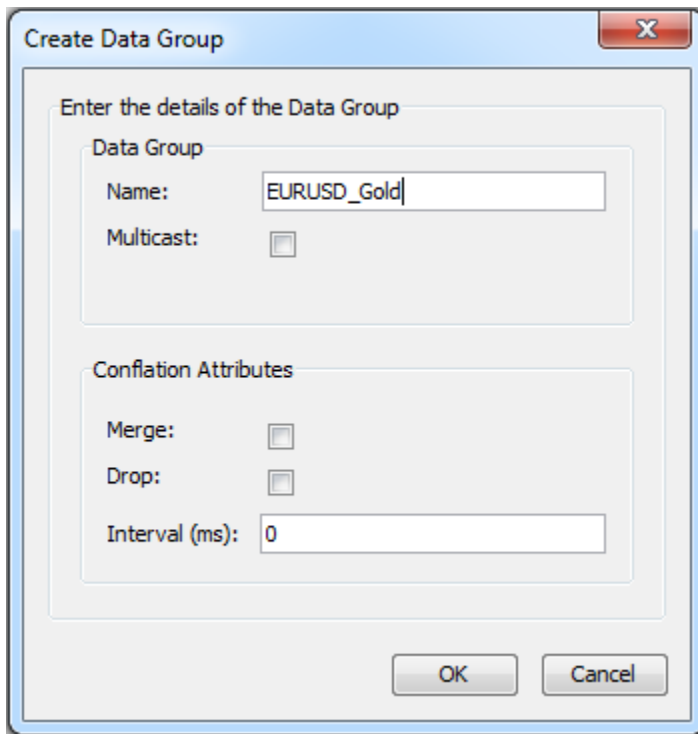 Create Data Group
Enter the details of the Data Group
Data Group
Name: EURUSD_Gold
Multicast:
Conflation Attributes
Merge:
Drop:
Interval (ms): 0
OK Cancel